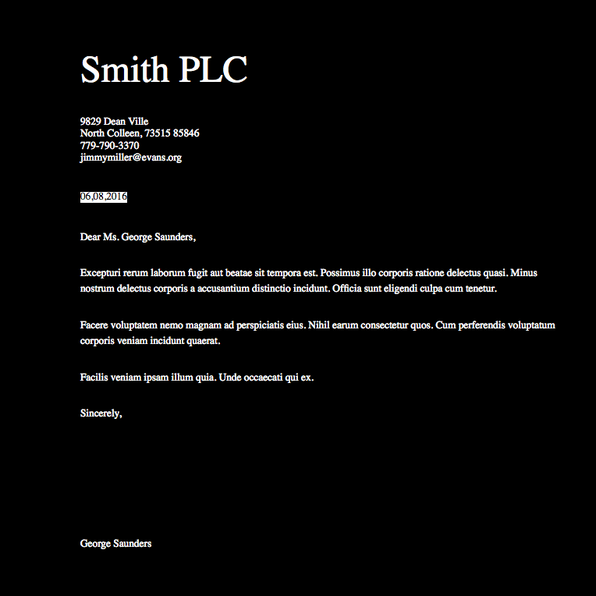 Smith PLC
9829 Dean Ville
North Colleen, 73515 85846
779-790-3370
jimmymiller@evans.org
06,08,2016
Dear Ms. George Saunders,
Excepturi rerum laborum fugit aut beatae sit tempora est. Possimus illo corporis ratione delectus quasi. Minus
nostrum delectus corporis a accusantium distinctio incidunt. Officia sunt eligendi culpa cum tenetur.
Facere voluptatem nemo magnam ad perspiciatis eius. Nihil earum consectetur quos. Cum perferendis voluptatum
corporis veniam incidunt quaerat.
Facilis veniam ipsam illum quia. Unde occaecati qui ex.
Sincerely,
George Saunders